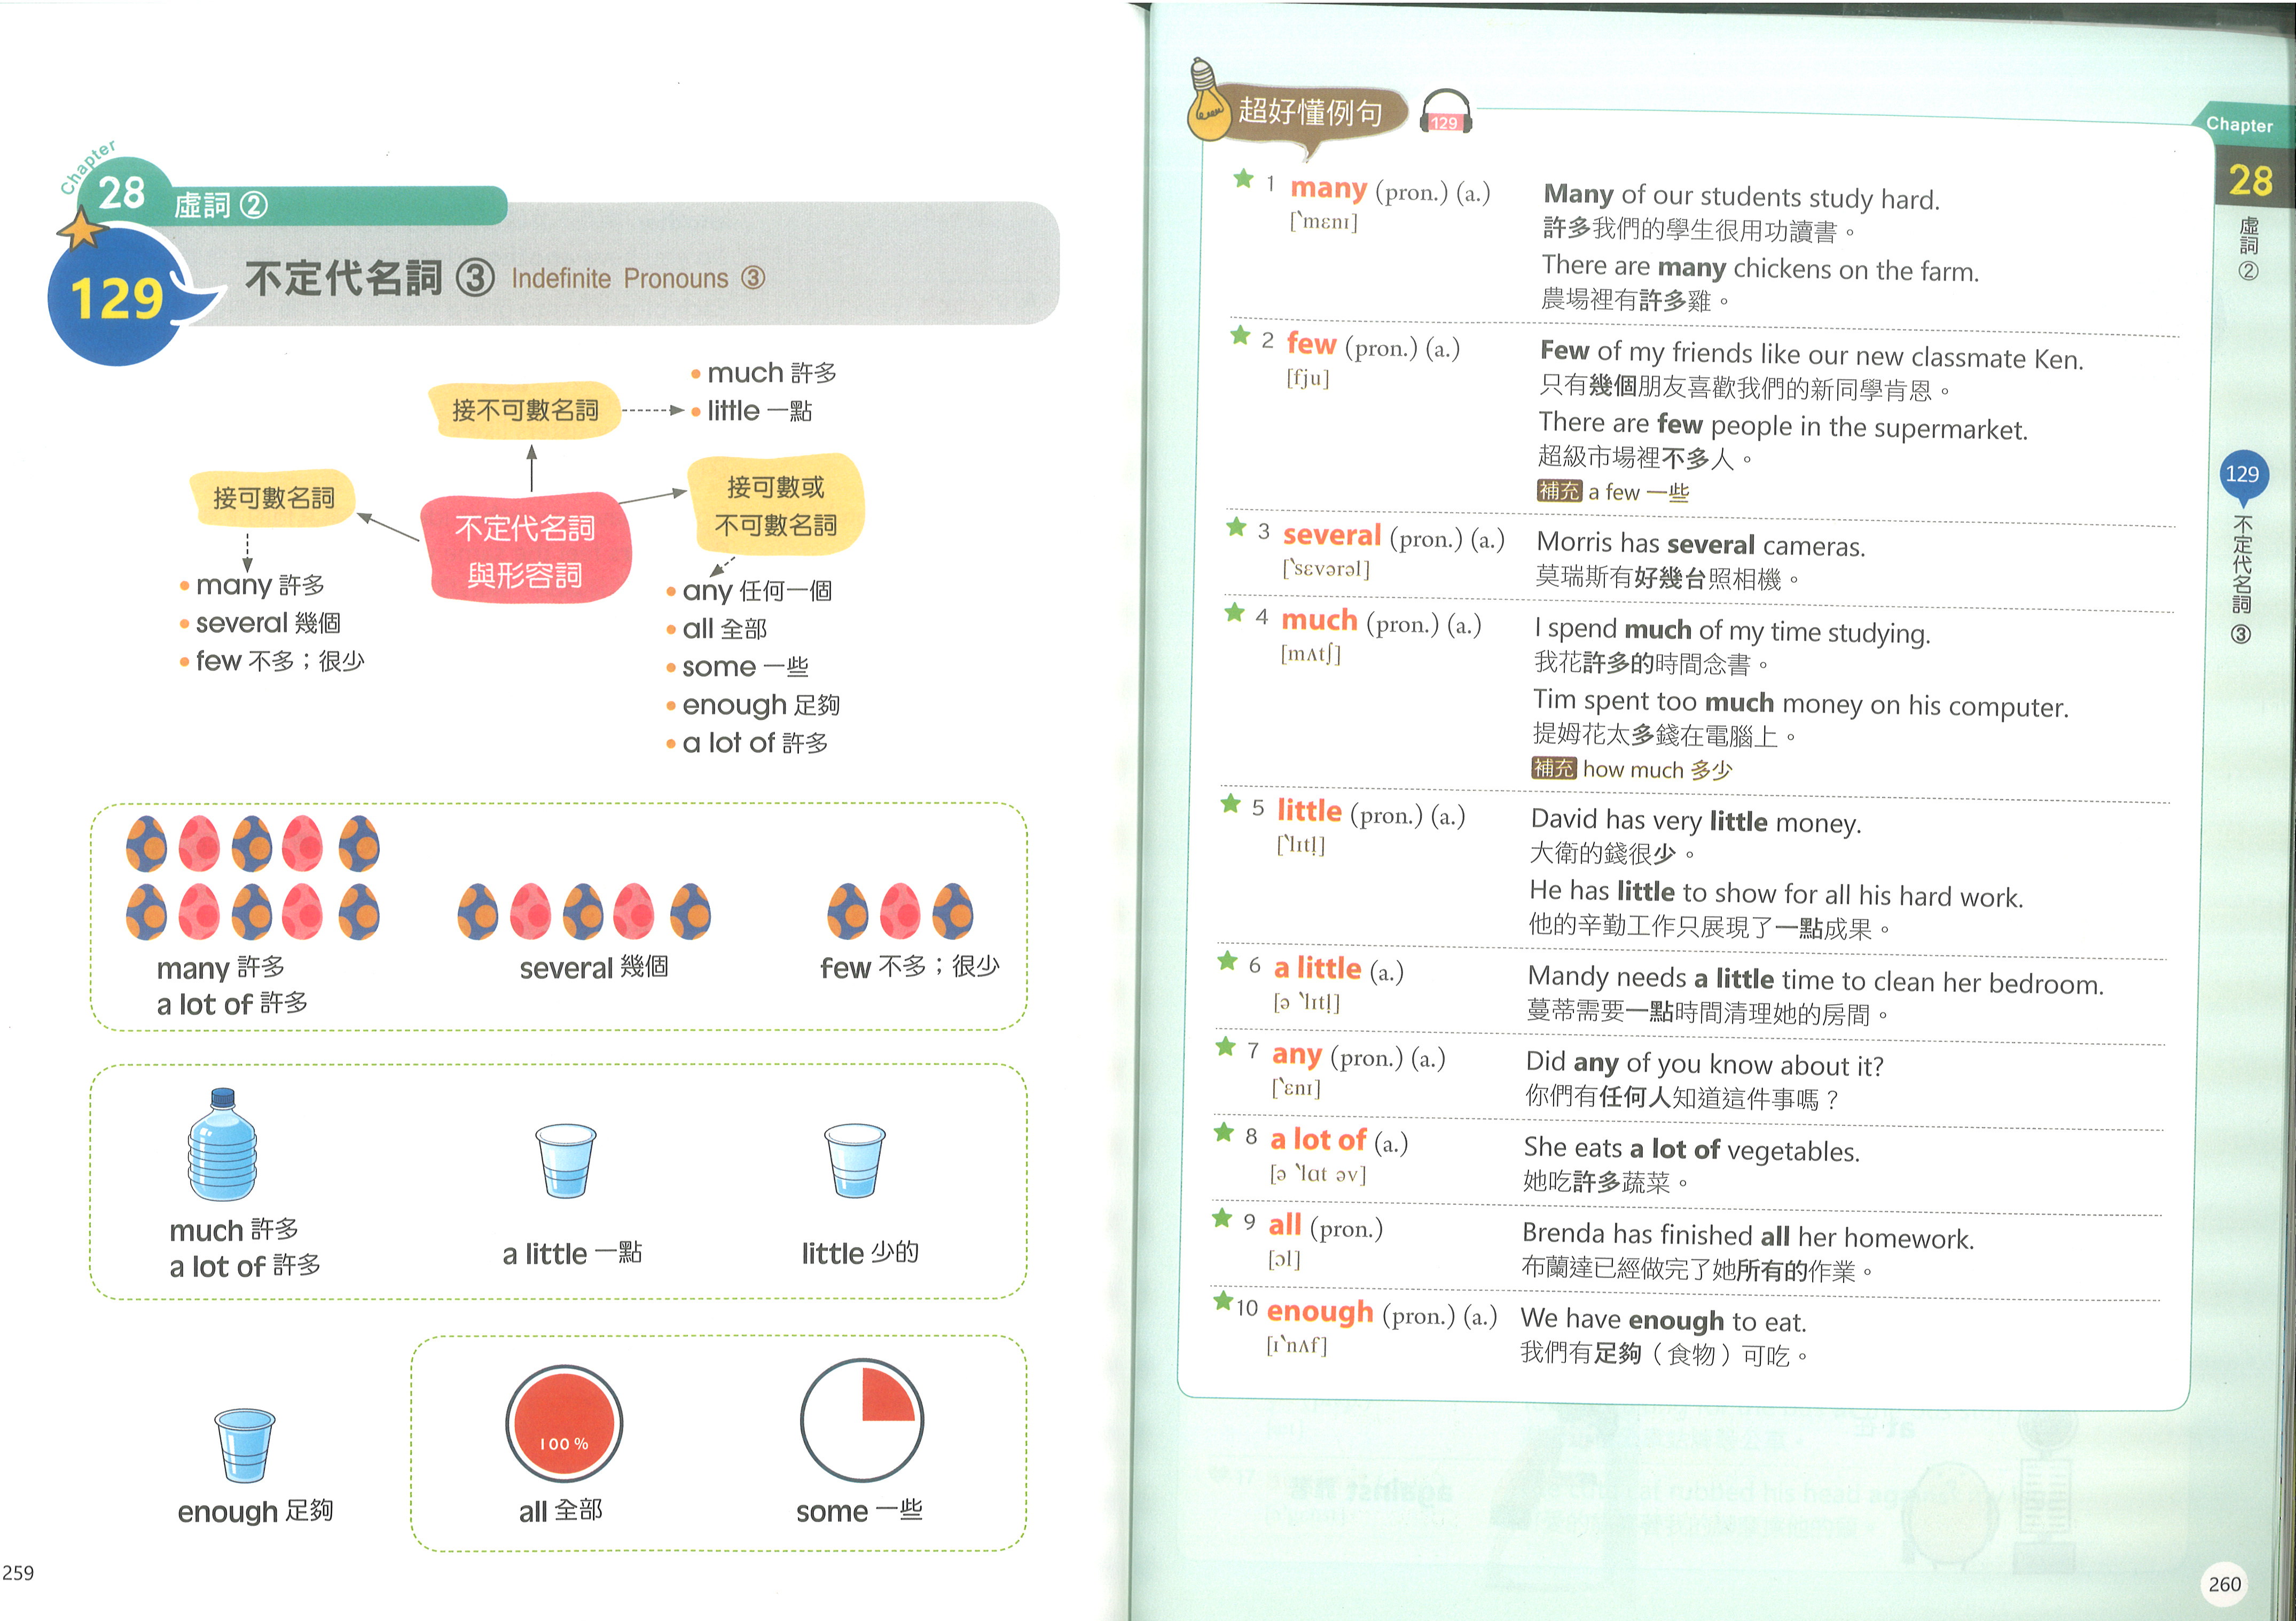 Chapter
28 虛詞②
129 不定代名詞③ Indefinite Pronouns ③
接不可數名詞
much 許多
little 一點
接可數名詞
many 許多
several 幾個
few 不多；很少
不定代名詞
與形容詞
接可數或
不可數名詞
any 任何一個
all 全部
some 一些
enough 足夠
a lot of 許多
many 許多
a lot of 許多
several 幾個
few 不多；很少
much 許多
a lot of 許多
a little 一點
little 少的
enough 足夠
100%
all 全部
some 一些
259
超好懂例句 129
1 many (pron.) (a.)
[ˋmɛnɪ]
Many of our students study hard.
許多我們的學生很用功讀書。
There are many chickens on the farm.
農場裡有許多雞。
2 few (pron.) (a.)
[fju]
Few of my friends like our new classmate Ken.
只有幾個朋友喜歡我們的新同學肯恩。
There are few people in the supermarket.
超級市場裡不多人。
補充 a few 一些
3 several (pron.) (a.)
[ˋsɛvərəl]
Morris has several cameras.
莫瑞斯有好幾台照相機。
4 much (pron.) (a.)
[mʌtʃ]
I spend much of my time studying.
我花許多的時間念書。
Tim spent too much money on his computer.
提姆花太多錢在電腦上。
補充 how much 多少
5 little (pron.) (a.)
[ˋlɪtḷ]
David has very little money.
大衛的錢很少。
He has little to show for all his hard work.
他的辛勤工作只展現了一點成果。
6 a little (a.)
[ə ˋlɪtḷ]
Mandy needs a little time to clean her bedroom.
蔓蒂需要一點時間清理她的房間。
7 any (pron.) (a.)
[ˋɛnɪ]
Did any of you know about it?
你們有任何人知道這件事嗎？
8 a lot of (a.)
[ə ˋlɑt əv]
She eats a lot of vegetables.
她吃許多蔬菜。
9 all (pron.)
[ɔl]
Brenda has finished all her homework.
布蘭達已經做完了她所有的作業。
10 enough (pron.) (a.)
[ɪˋnʌf]
We have enough to eat.
我們有足夠（食物）可吃。
Chapter
28
虛詞②
129
不定代名詞③
260